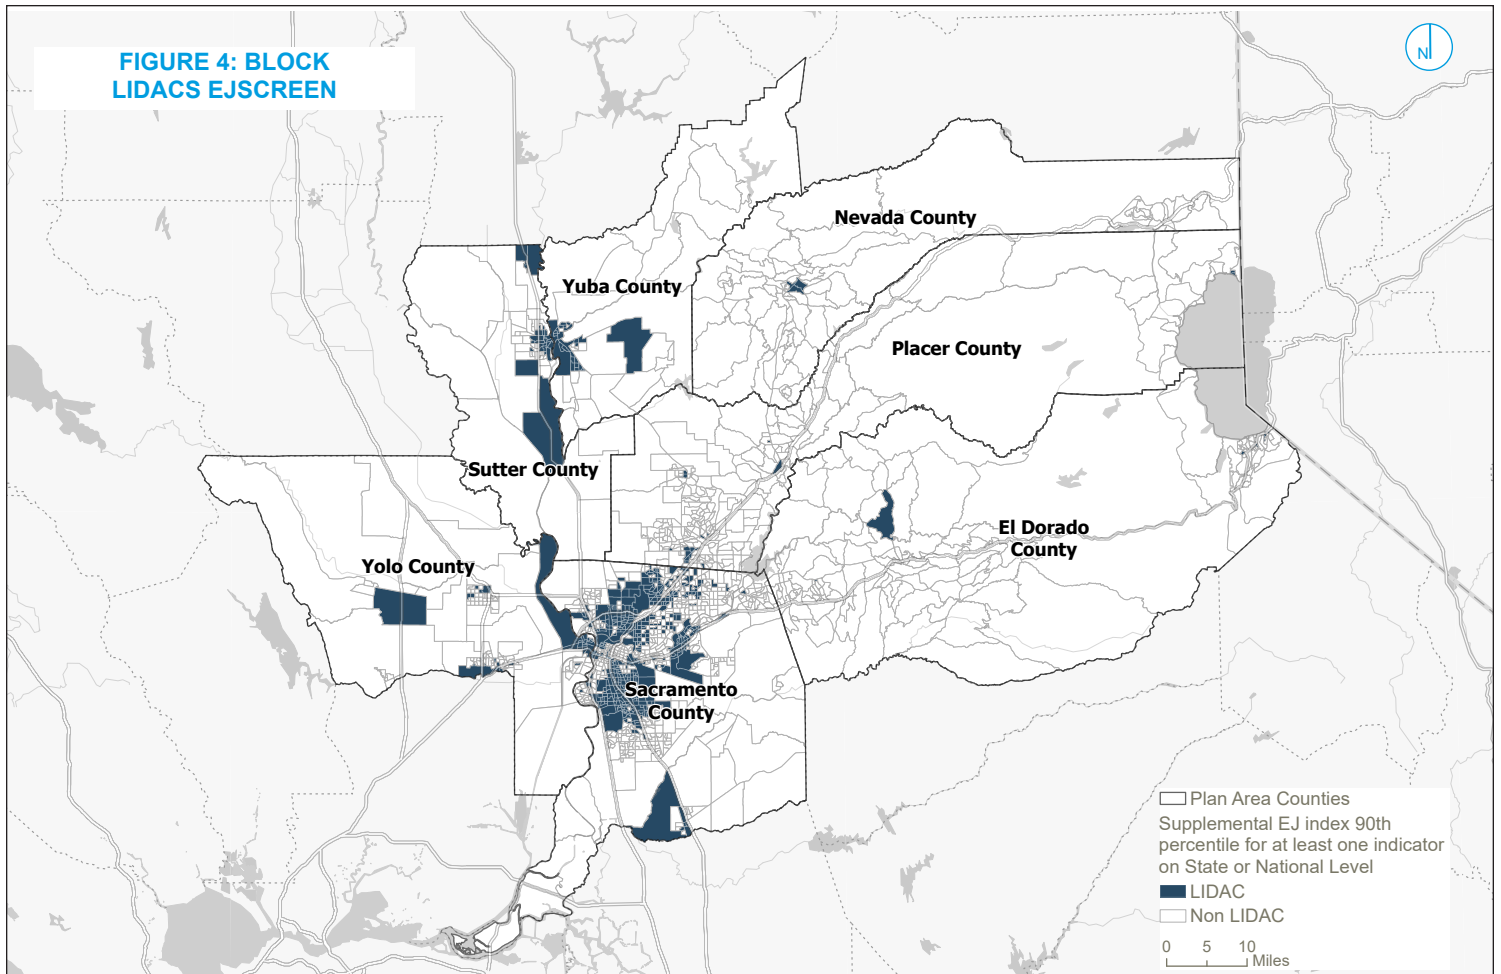 FIGURE 4: BLOCK
LIDACS EJSCREEN
N
Nevada County
Yuba County
Placer County
Sutter County
El Dorado
County
Yolo County
Sacramento
County
Plan Area Counties
Supplemental EJ index 90th
percentile for at least one indicator
on State or National Level
LIDAC
Non LIDAC
0 5 10
Miles